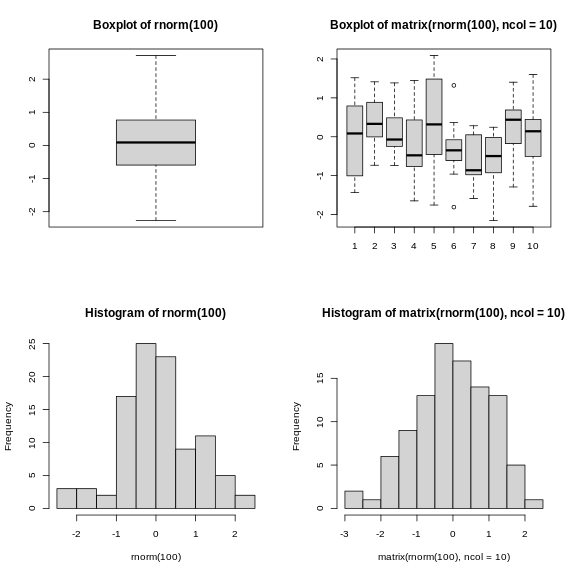 Boxplot of rnorm(100)
2
1
0
-1
-2
Boxplot of matrix(rnorm(100), ncol = 10)
2
1
0
-1
-2
1 2 3 4 5 6 7 8 9 10
Histogram of rnorm(100)
Frequency
25
20
15
10
5
0
-2 -1 0 1 2
rnorm(100)
Histogram of matrix(rnorm(100), ncol = 10)
Frequency
15
10
5
0
-3 -2 -1 0 1 2
matrix(rnorm(100), ncol = 10)